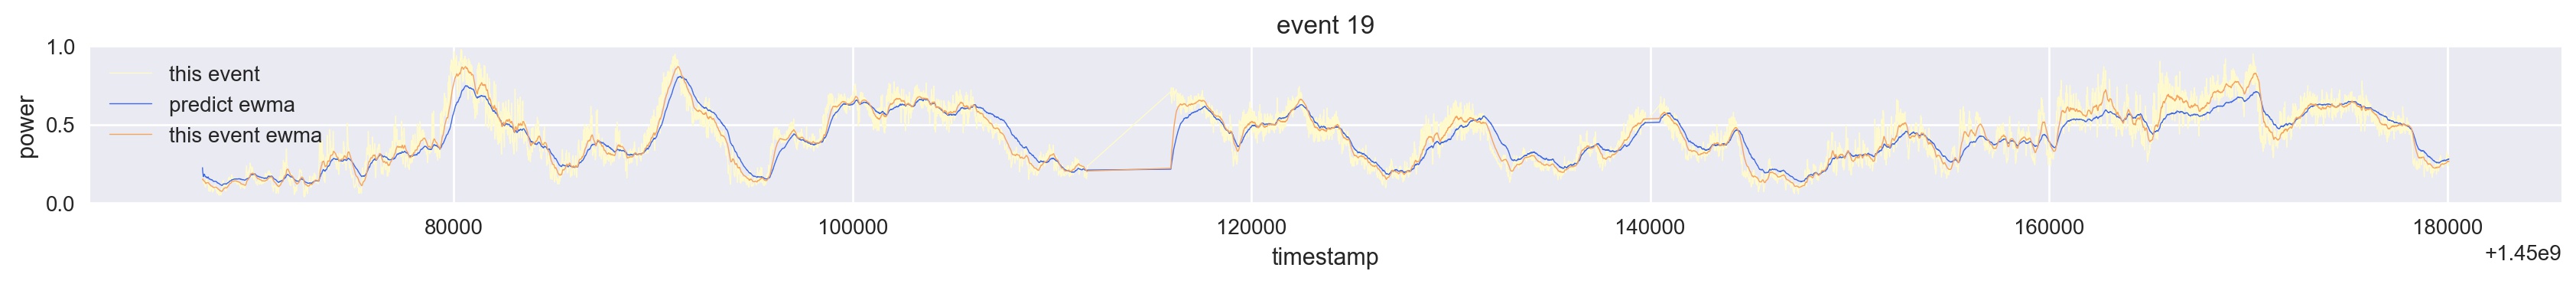 event 19
1.0
0.5
0.0
power
this event
predict ewma
this event ewma
80000
100000
120000
140000
160000
180000
timestamp
+1.45e9